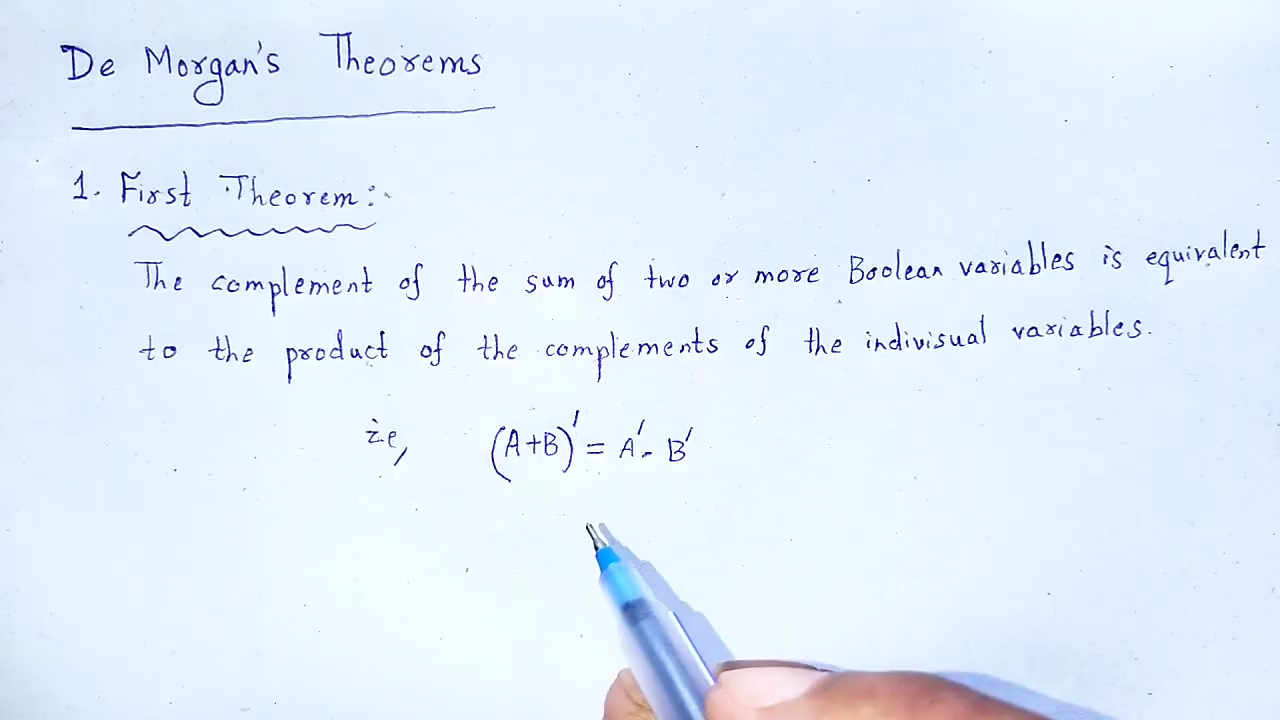 De Morgan's Theorems
1. First Theorem:-
The complement of the sum of two or more Boolean variables is equivalent
to the product of the complements of the indivisual variables.
ie, (A+B)' = A'. B'